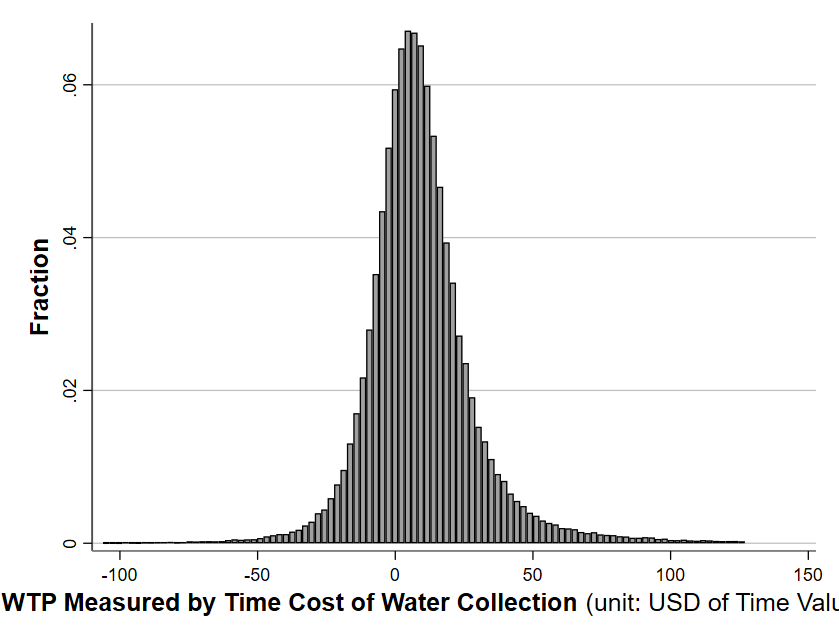 .06
.04
.02
0
Fraction
-100 -50 0 50 100 150
WTP Measured by Time Cost of Water Collection (unit: USD of Time Valu